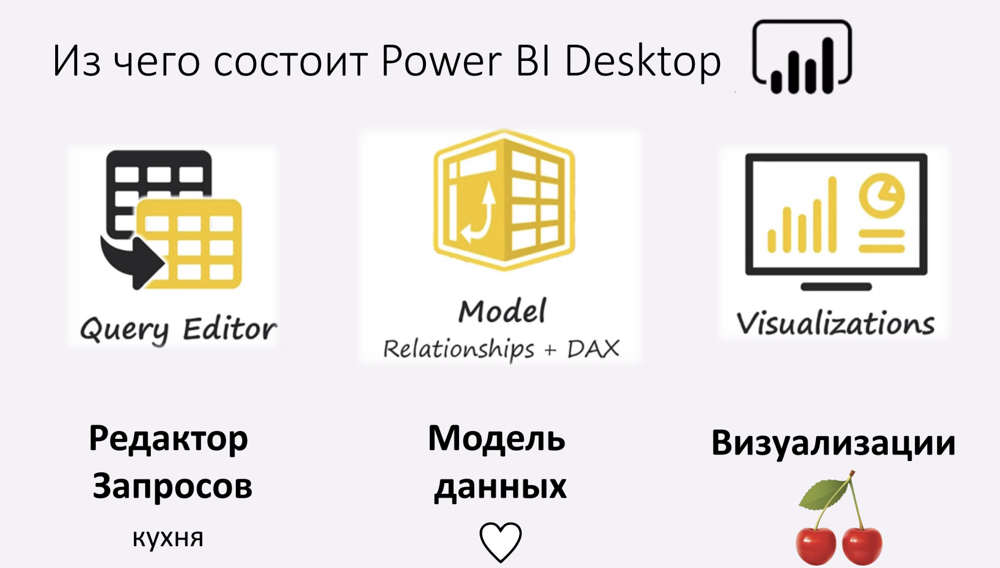 Из чего состоит Power BI Desktop
Query Editor
Model
Relationships + DAX
Visualizations
Редактор
Запросов
кухня
Модель
данных
Визуализации